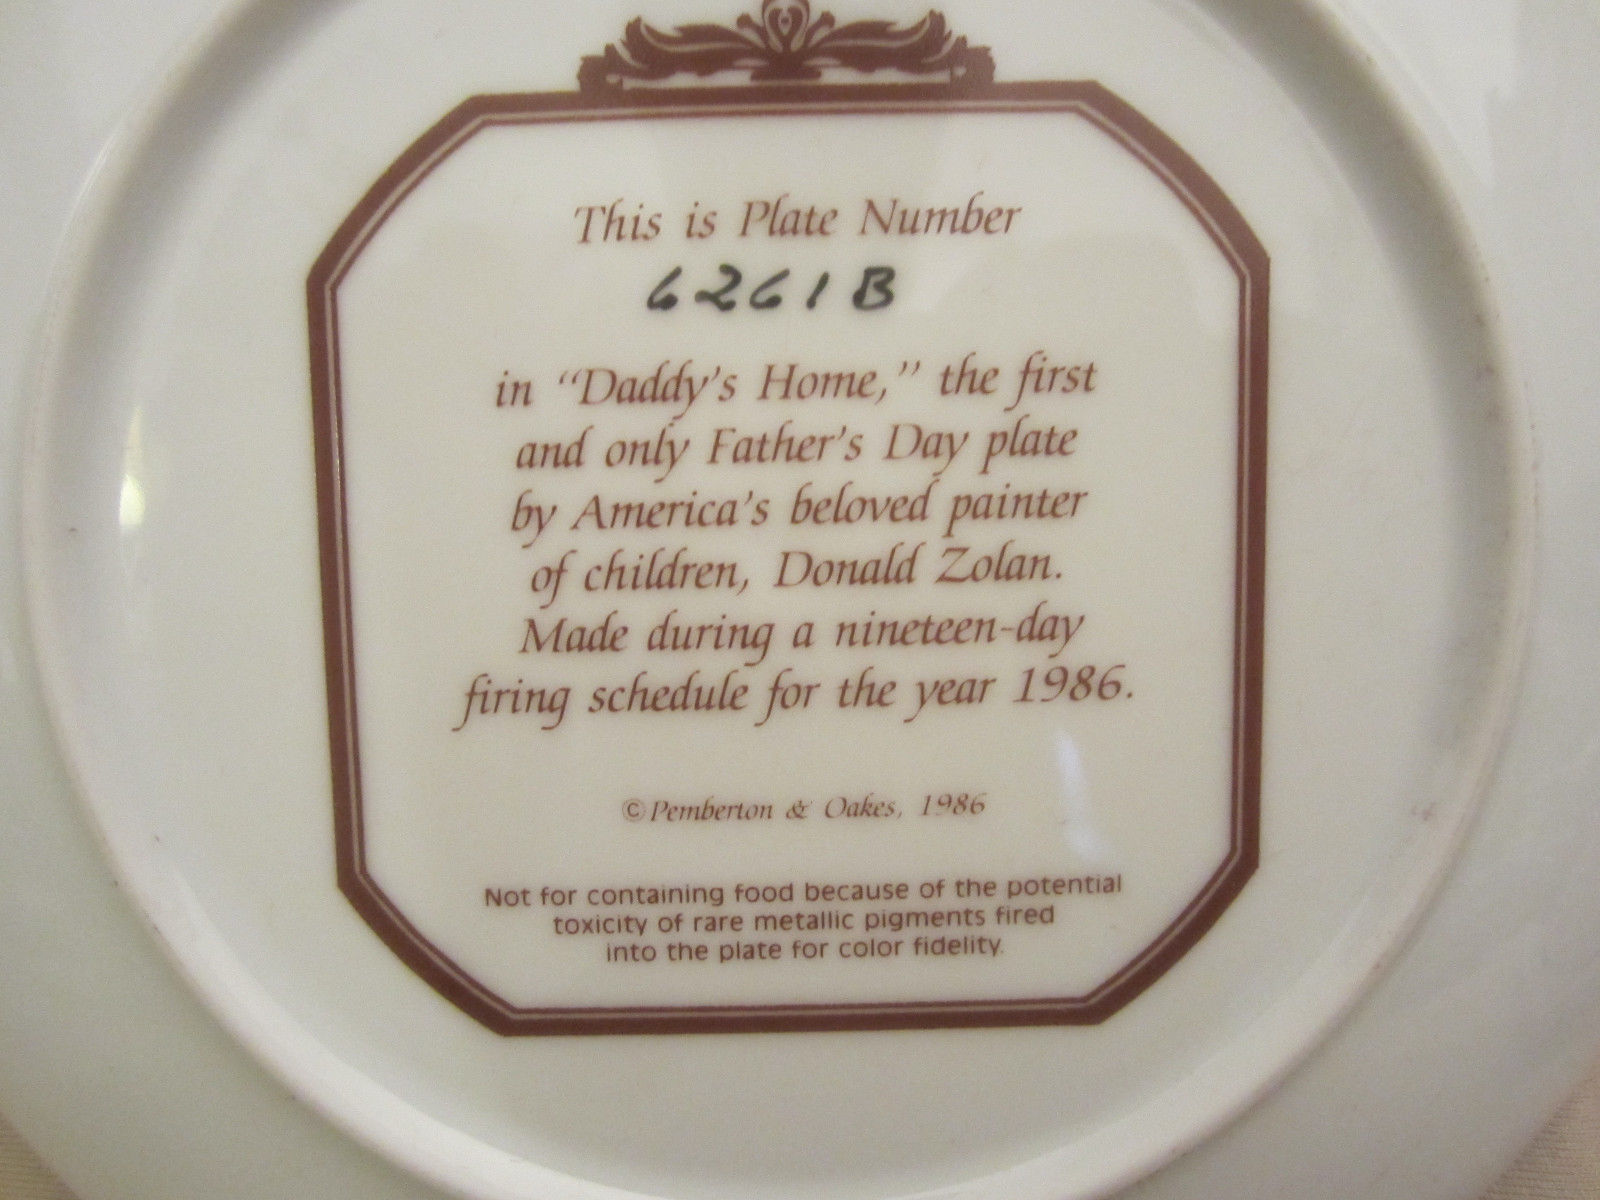 This is Plate Number
6261B
in “Daddy’s Home,” the first
and only Father’s Day plate
by America’s beloved painter
of children, Donald Zolan.
Made during a nineteen-day
firing schedule for the year 1986.
©Pemberton & Oakes, 1986
Not for containing food because of the potential
toxicity of rare metallic pigments fired
into the plate for color fidelity.